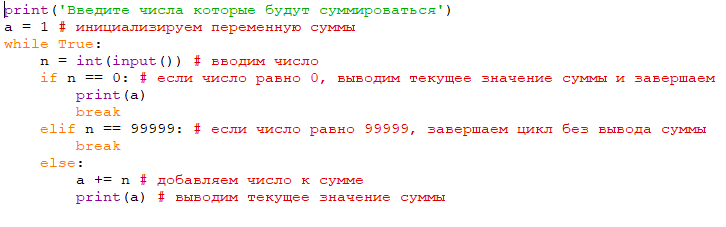 print('Введите числа которые будут суммироваться')
a = 1 # инициализируем переменную суммы
while True:
    n = int(input()) # вводим число
    if n == 0: # если число равно 0, выводим текущее значение суммы и завершаем
        print(a)
        break
    elif n == 99999: # если число равно 99999, завершаем цикл без вывода суммы
        break
    else:
        a += n # добавляем число к сумме
        print(a) # выводим текущее значение суммы